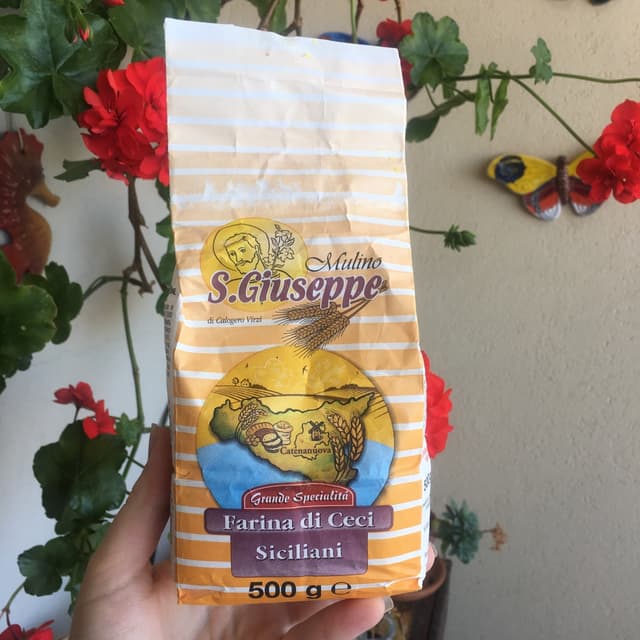 Mulino
S.Giuseppe
di Calogero Virzì
Catenanuova
Grande Specialità
Farina di Ceci
Siciliani
500 g ℮